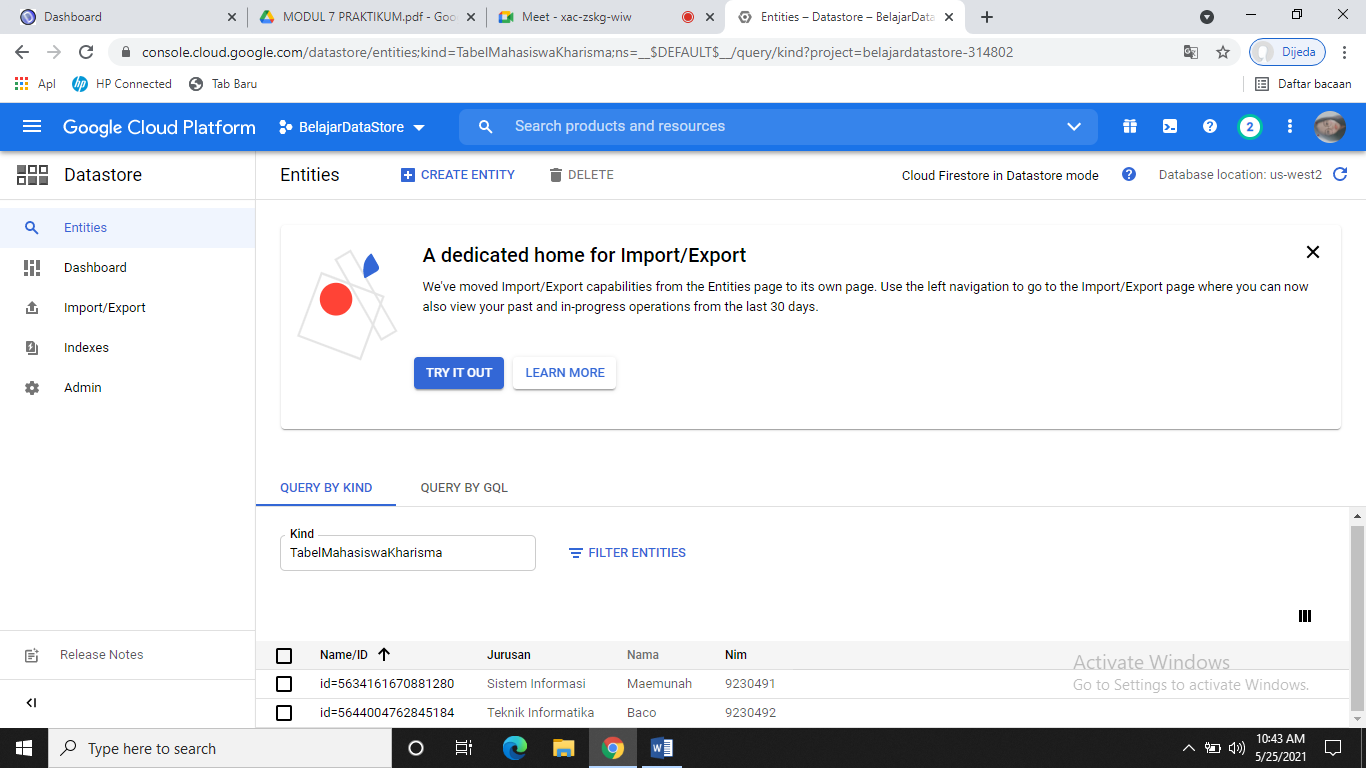 Dashboard
MODUL 7 PRAKTIKUM.pdf - Goo
Meet - xac-zskg-wiw
Entities – Datastore – BelajarData
console.cloud.google.com/datastore/entities;kind=TabelMahasiswaKharisma;ns=__$DEFAULT$__/query/kind?project=belajardatastore-314802
Dijeda
Apl
HP Connected
Tab Baru
Daftar bacaan
Google Cloud Platform
BelajarDataStore
Search products and resources
2
Datastore
Entities
CREATE ENTITY
DELETE
Cloud Firestore in Datastore mode
Database location: us-west2
Entities
Dashboard
Import/Export
Indexes
Admin
A dedicated home for Import/Export
We've moved Import/Export capabilities from the Entities page to its own page. Use the left navigation to go to the Import/Export page where you can now
also view your past and in-progress operations from the last 30 days.
TRY IT OUT
LEARN MORE
QUERY BY KIND
QUERY BY GQL
Kind
TabelMahasiswaKharisma
FILTER ENTITIES
Name/ID Jurusan Nama Nim
id=5634161670881280 Sistem Informasi Maemunah 9230491
id=5644004762845184 Teknik Informatika Baco 9230492
Release Notes
Activate Windows
Go to Settings to activate Windows.
Type here to search
10:43 AM
5/25/2021